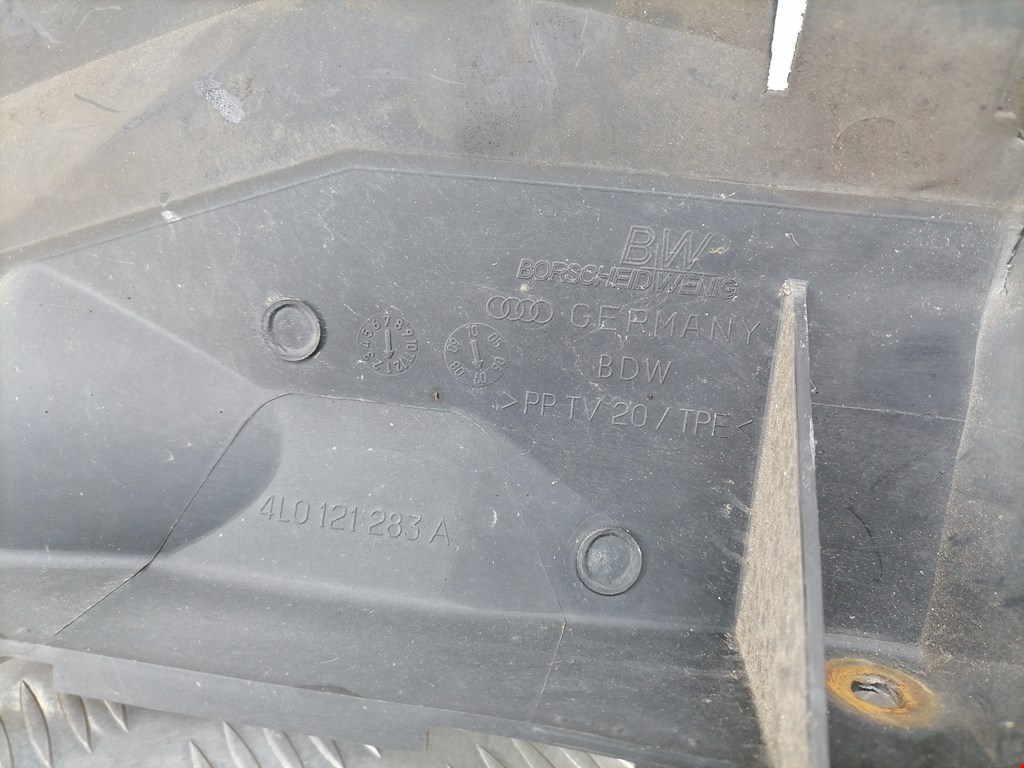 BW
BORSCHEIDWENIG
GERMANY
BDW
>PP TV 20 / TPE<
4L0 121 283 A